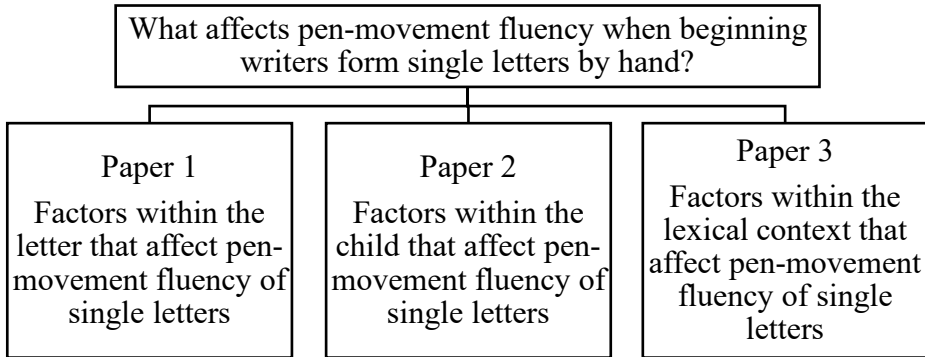 What affects pen-movement fluency when beginning
writers form single letters by hand?
Paper 1
Factors within the
letter that affect pen-
movement fluency of
single letters
Paper 2
Factors within the
child that affect pen-
movement fluency of
single letters
Paper 3
Factors within the
lexical context that
affect pen-movement
fluency of single
letters